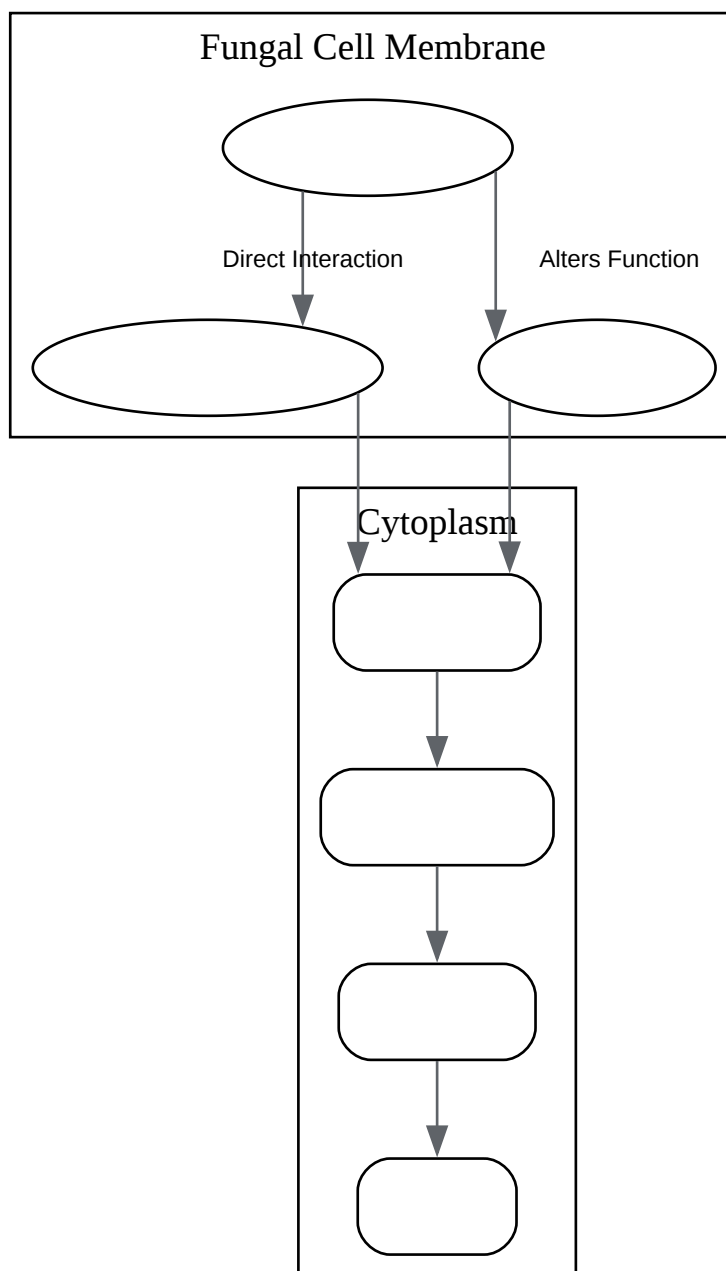 Fungal Cell Membrane
Direct Interaction
Alters Function
Cytoplasm